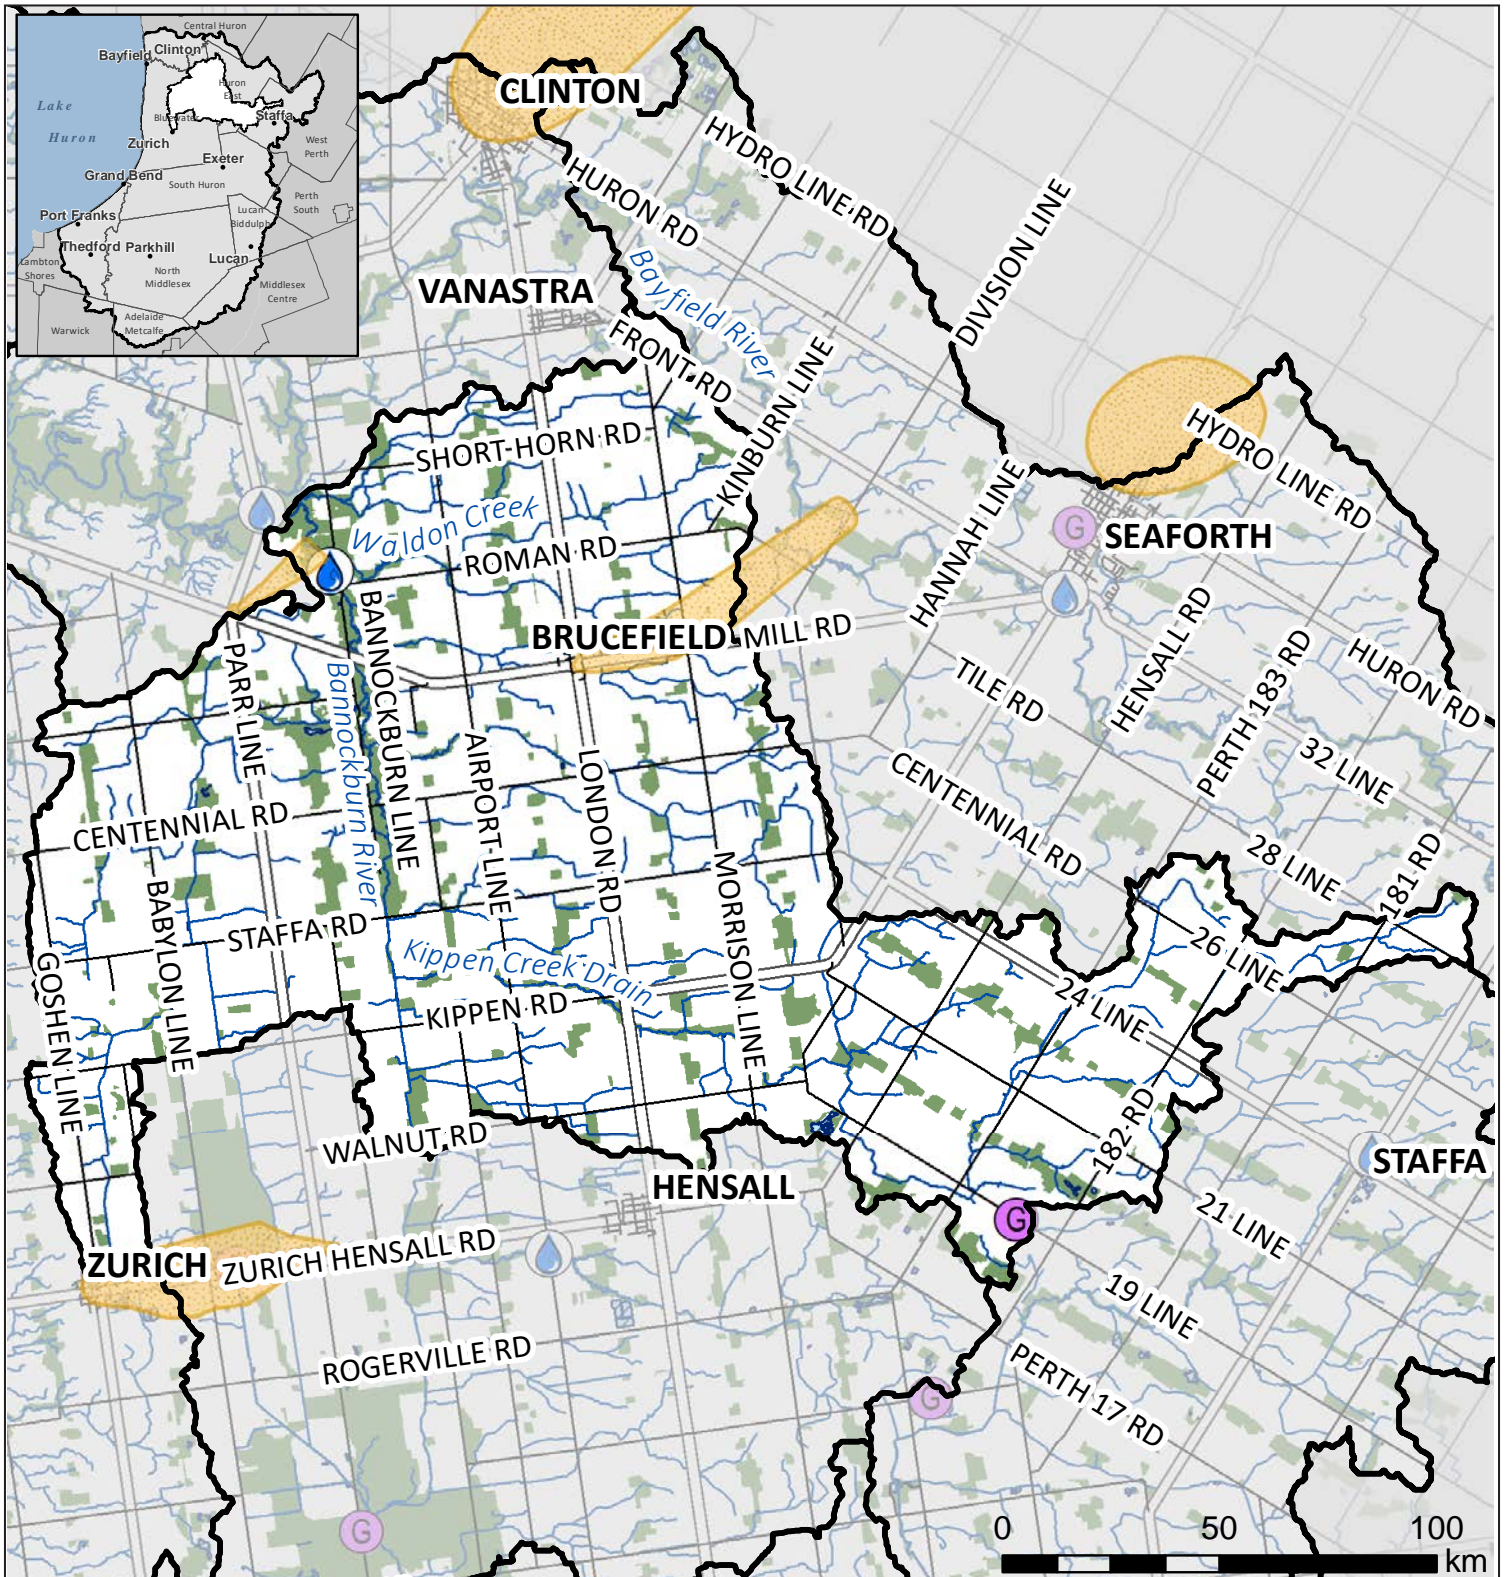 Central Huron
Bayfield
Clinton
Huron
East
Lake
Huron
Bluewater
Staffa
Zurich
West
Perth
Exeter
Grand Bend
South Huron
Perth
South
Port Franks
Lucan
Biddulph
Thedford
Parkhill
Lucan
Lambton
Shores
North
Middlesex
Middlesex
Centre
Adelaide
Metcalfe
Warwick
CLINTON
HYDRO LINE RD
HURON RD
DIVISION LINE
Bayfield River
VANASTRA
FRONT RD
KINBURN LINE
SHORT-HORN RD
HYDRO LINE RD
Waldon Creek
HANNAH LINE
G
SEAFORTH
ROMAN RD
BANNOCKBURN LINE
BRUCEFIELD
MILL RD
HENSALL RD
PARR LINE
Bannockburn River
TILE RD
PERTH 183 RD
HURON RD
AIRPORT LINE
LONDON RD
32 LINE
CENTENNIAL RD
CENTENNIAL RD
28 LINE
181 RD
BABYLON LINE
MORRISON LINE
STAFFA RD
26 LINE
GOSHEN LINE
Kippen Creek Drain
24 LINE
KIPPEN RD
182 RD
WALNUT RD
STAFFA
HENSALL
G
21 LINE
ZURICH
ZURICH HENSALL RD
19 LINE
ROGERVILLE RD
PERTH 17 RD
G
G
0 50 100
km